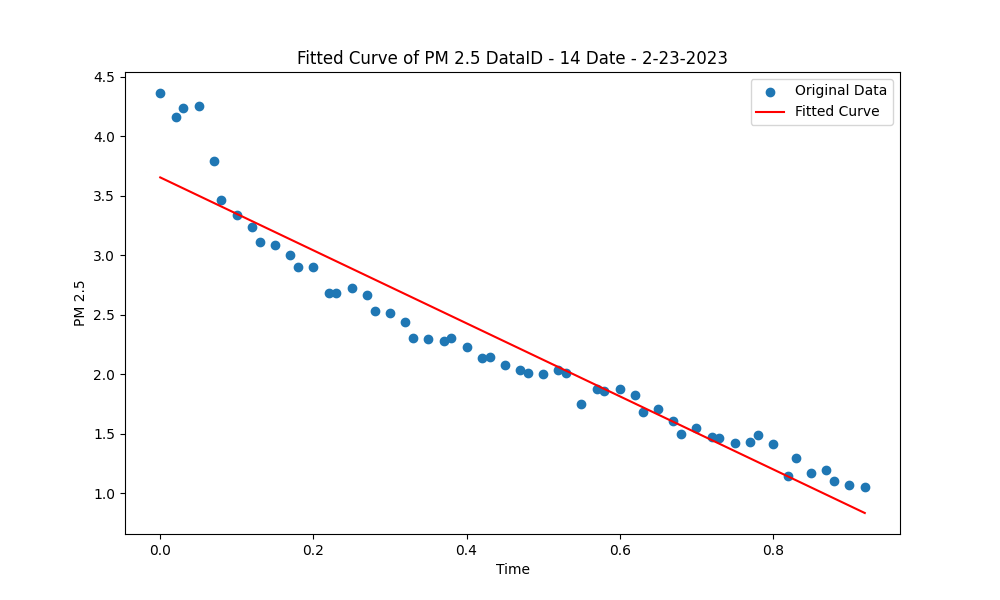 Fitted Curve of PM 2.5 DataID - 14 Date - 2-23-2023
Original Data
Fitted Curve
4.5
4.0
3.5
3.0
2.5
2.0
1.5
1.0
PM 2.5
0.0
0.2
0.4
0.6
0.8
Time